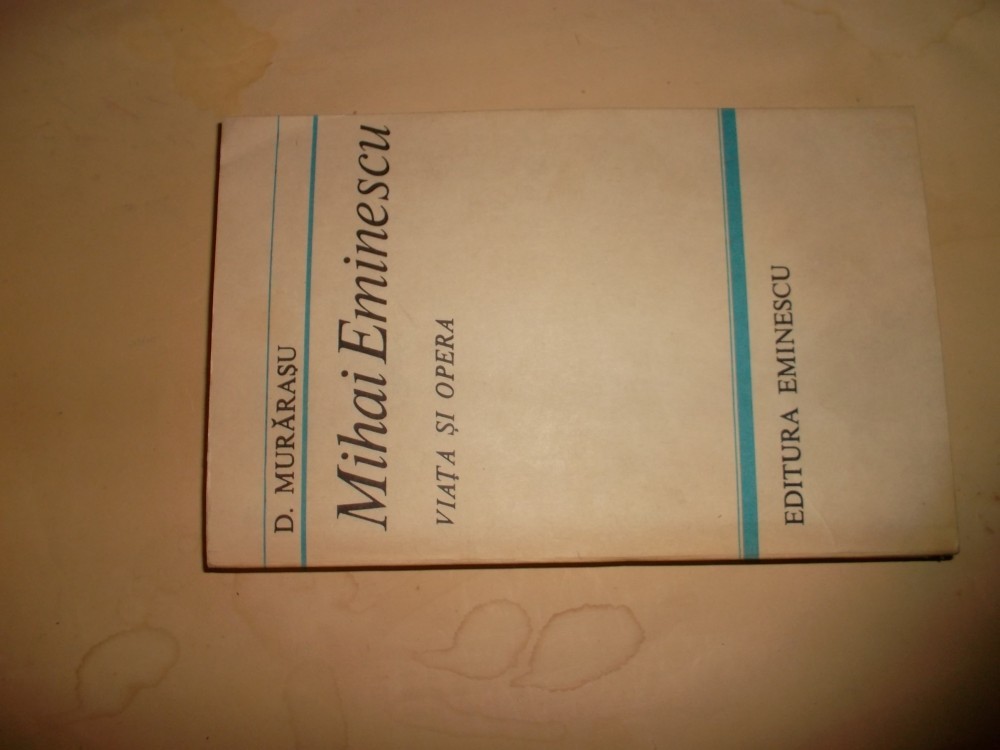 D. MURĂRAȘU
Mihai Eminescu
VIAȚA ȘI OPERA
EDITURA EMINESCU